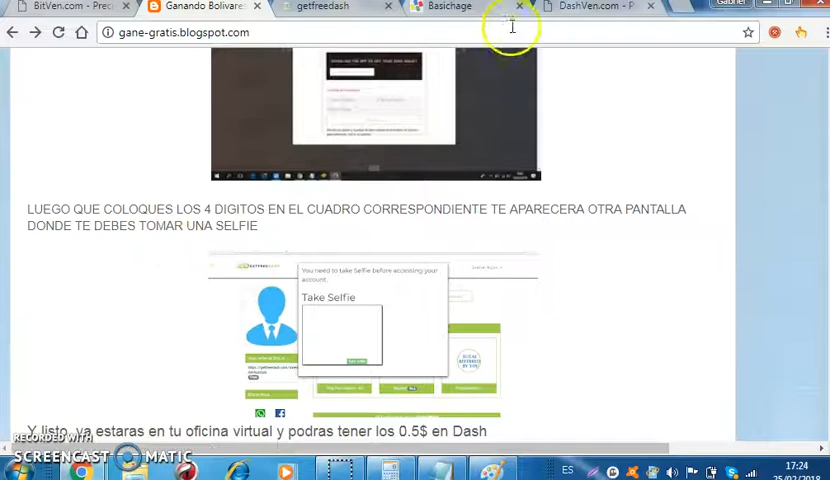 BitVen.com - Preci
Ganando Bolivares
getfreedash
Basichage
DashVen.com - P
Gabriel
gane-gratis.blogspot.com
LUEGO QUE COLOQUES LOS 4 DIGITOS EN EL CUADRO CORRESPONDIENTE TE APARECERA OTRA PANTALLA
DONDE TE DEBES TOMAR UNA SELFIE
You need to take Selfie before accessing your
account.
Take Selfie
Y listo, ya estaras en tu oficina virtual y podras tener los 0.5$ en Dash
RECORDED WITH
SCREENCAST MATIC
ES
17:24
25/02/2018